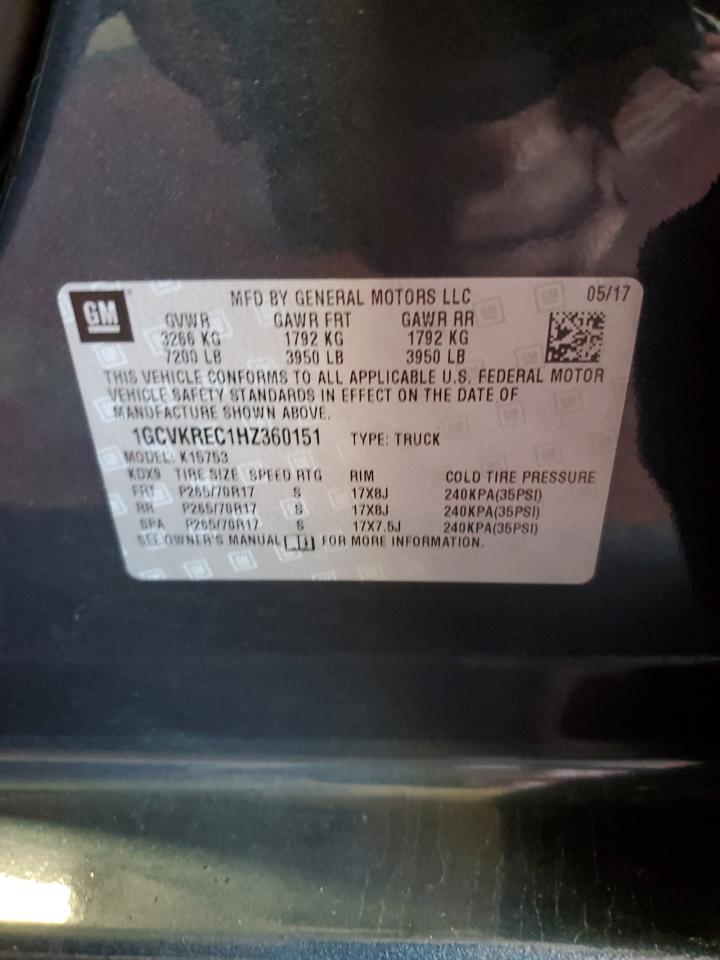 GM
MFD BY GENERAL MOTORS LLC 05/17
GVWR GAWR FRT GAWR RR
3266 KG 1792 KG 1792 KG
7200 LB 3950 LB 3950 LB
THIS VEHICLE CONFORMS TO ALL APPLICABLE U.S. FEDERAL MOTOR
VEHICLE SAFETY STANDARDS IN EFFECT ON THE DATE OF
MANUFACTURE SHOWN ABOVE.
1GCVKREC1HZ360151 TYPE: TRUCK
MODEL: K15753
KDX9 TIRE SIZE SPEED RTG RIM COLD TIRE PRESSURE
FRT P265/70R17 S 17X8J 240KPA(35PSI)
RR P265/70R17 S 17X8J 240KPA(35PSI)
SPA P265/70R17 S 17X7.5J 240KPA(35PSI)
SEE OWNER'S MANUAL FOR MORE INFORMATION.